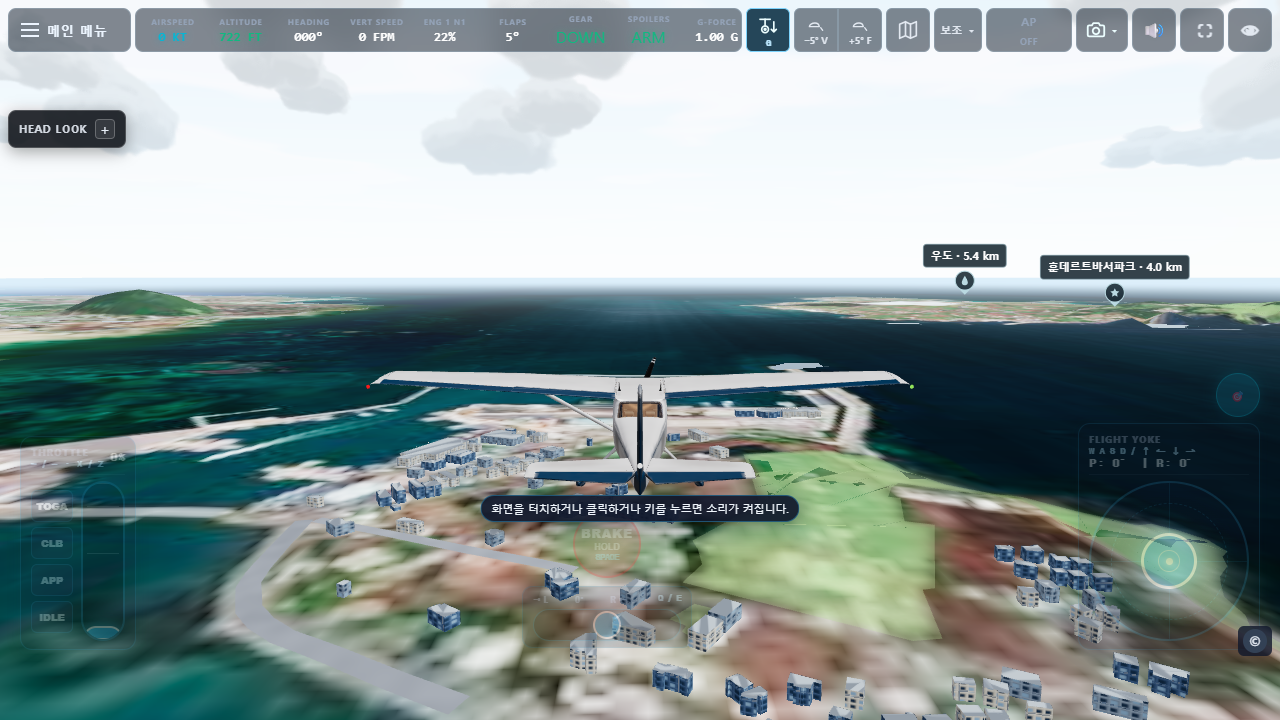 메인 메뉴
AIRSPEED
ALTITUDE
HEADING
000°
VERT SPEED
0 FPM
ENG 1 N1
22%
FLAPS
5°
GEAR
DOWN
SPOILERS
ARM
G-FORCE
1.00 G
G
−5° V
+5° F
보조
AP
OFF
HEAD LOOK +
우도 · 5.4 km
훈데르트바서파크 · 4.0 km
FLIGHT YOKE
THROTTLE
TOGA
CLB
APP
IDLE
화면을 터치하거나 클릭하거나 키를 누르면 소리가 켜집니다.
BRAKE
HOLD
SPACE
©